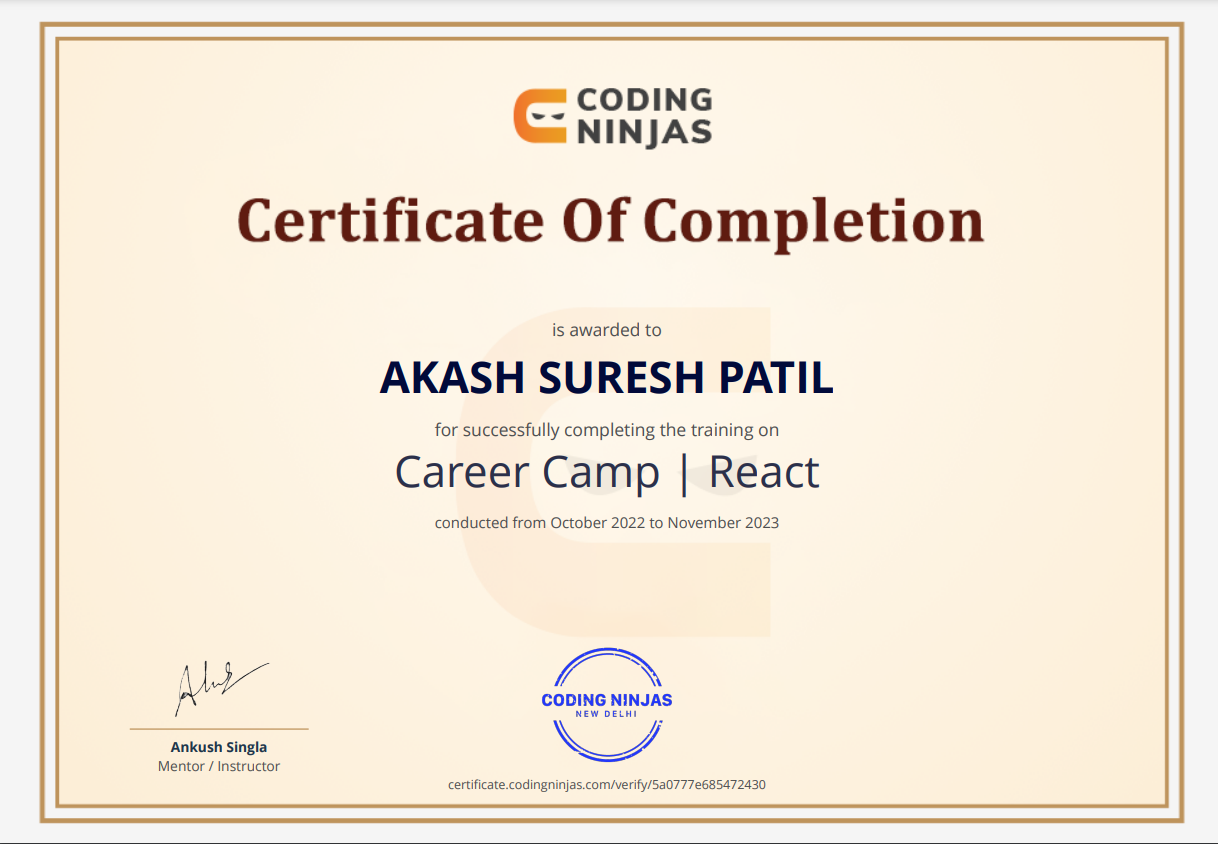 CODING
NINJAS
Certificate Of Completion
is awarded to
AKASH SURESH PATIL
for successfully completing the training on
Career Camp | React
conducted from October 2022 to November 2023
CODING NINJAS
NEW DELHI
Ankush Singla
Mentor / Instructor
certificate.codingninjas.com/verify/5a0777e685472430